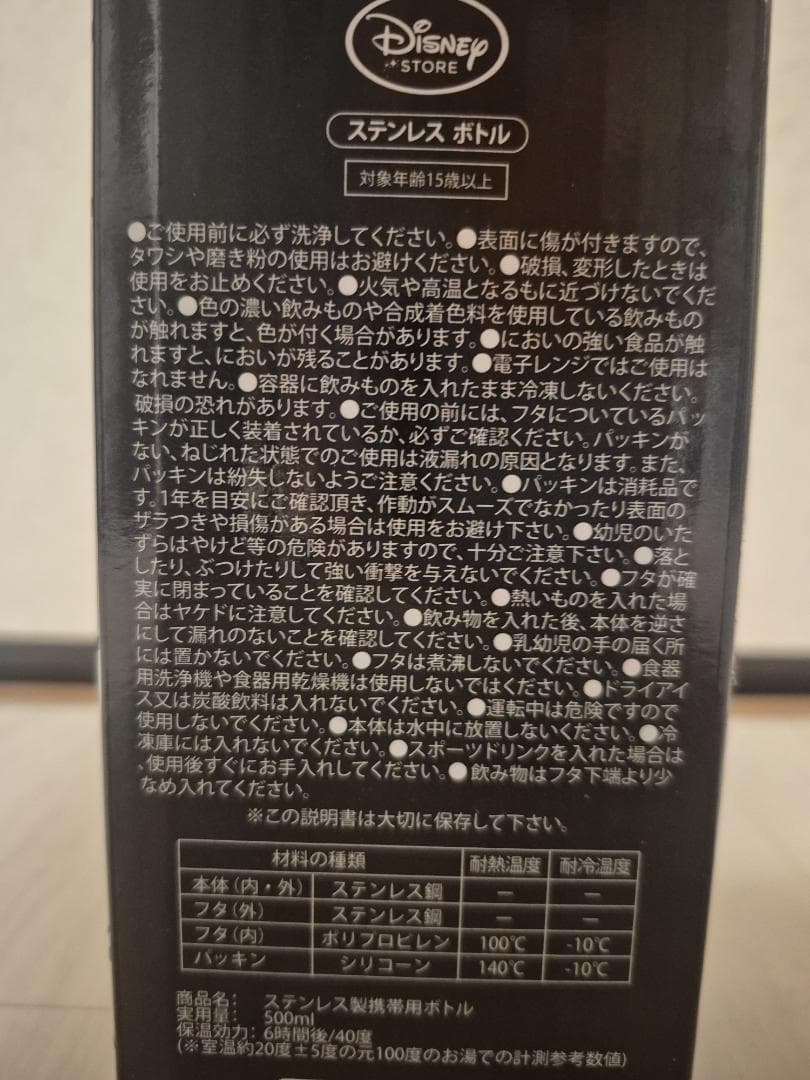 Disney
STORE
ステンレス ボトル
対象年齢15歳以上
●ご使用前に必ず洗浄してください。●表面に傷が付きますので、
タワシや磨き粉の使用はお避けください。●破損、変形したときは
使用をお止めください。●火気や高温となるもに近づけないでくだ
さい。●色の濃い飲みものや合成着色料を使用している飲みもの
が触れますと、色が付く場合があります。●においの強い食品が触
れますと、においが残ることがあります。●電子レンジではご使用は
なれません。●容器に飲みものを入れたまま冷凍しないください。
破損の恐れがあります。●ご使用の前には、フタについているパッ
キンが正しく装着されているか、必ずご確認ください。パッキンが
ない、ねじれた状態でのご使用は液漏れの原因となります。また、
パッキンは紛失しないようご注意ください。●パッキンは消耗品で
す。1年を目安にご確認頂き、作動がスムーズでなかったり表面の
ザラつきや損傷がある場合は使用をお避け下さい。●幼児のいた
ずらはやけど等の危険がありますので、十分ご注意下さい。●落と
したり、ぶつけたりして強い衝撃を与えないでください。●フタが確
実に閉まっていることを確認してください。●熱いものを入れた場
合はヤケドに注意してください。●飲み物を入れた後、本体を逆さ
にして漏れのないことを確認してください。●乳幼児の手の届く所
には置かないでください。●フタは煮沸しないでください。●食器
用洗浄機や食器用乾燥機は使用しないではください。●ドライアイ
ス又は炭酸飲料は入れないでください。●運転中は危険ですので
使用しないでください。●本体は水中に放置しないください。●冷
凍庫には入れないでください。●スポーツドリンクを入れた場合は
、使用後すぐにお手入れしてください。●飲み物はフタ下端より少
なめ入れてください。
※この説明書は大切に保存して下さい。
材料の種類 耐熱温度 耐冷温度
本体（内・外） ステンレス鋼 － －
フタ（外） ステンレス鋼 － －
フタ（内） ポリプロピレン 100℃ -10℃
パッキン シリコーン 140℃ -10℃
商品名： ステンレス製携帯用ボトル
実用量： 500ml
保温効力：6時間後/40度
(※室温約20度±5度の元100度のお湯での計測参考数値)